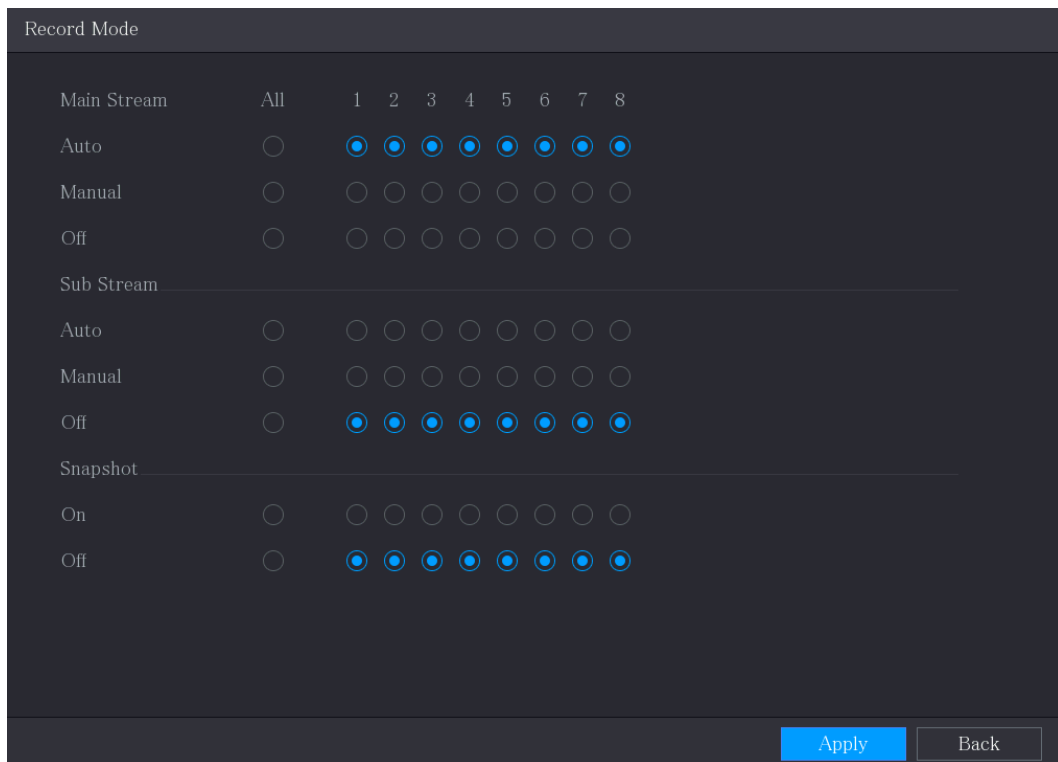 Record Mode
Main Stream All 1 2 3 4 5 6 7 8
Auto
Manual
Off
Sub Stream
Auto
Manual
Off
Snapshot
On
Off
Apply Back